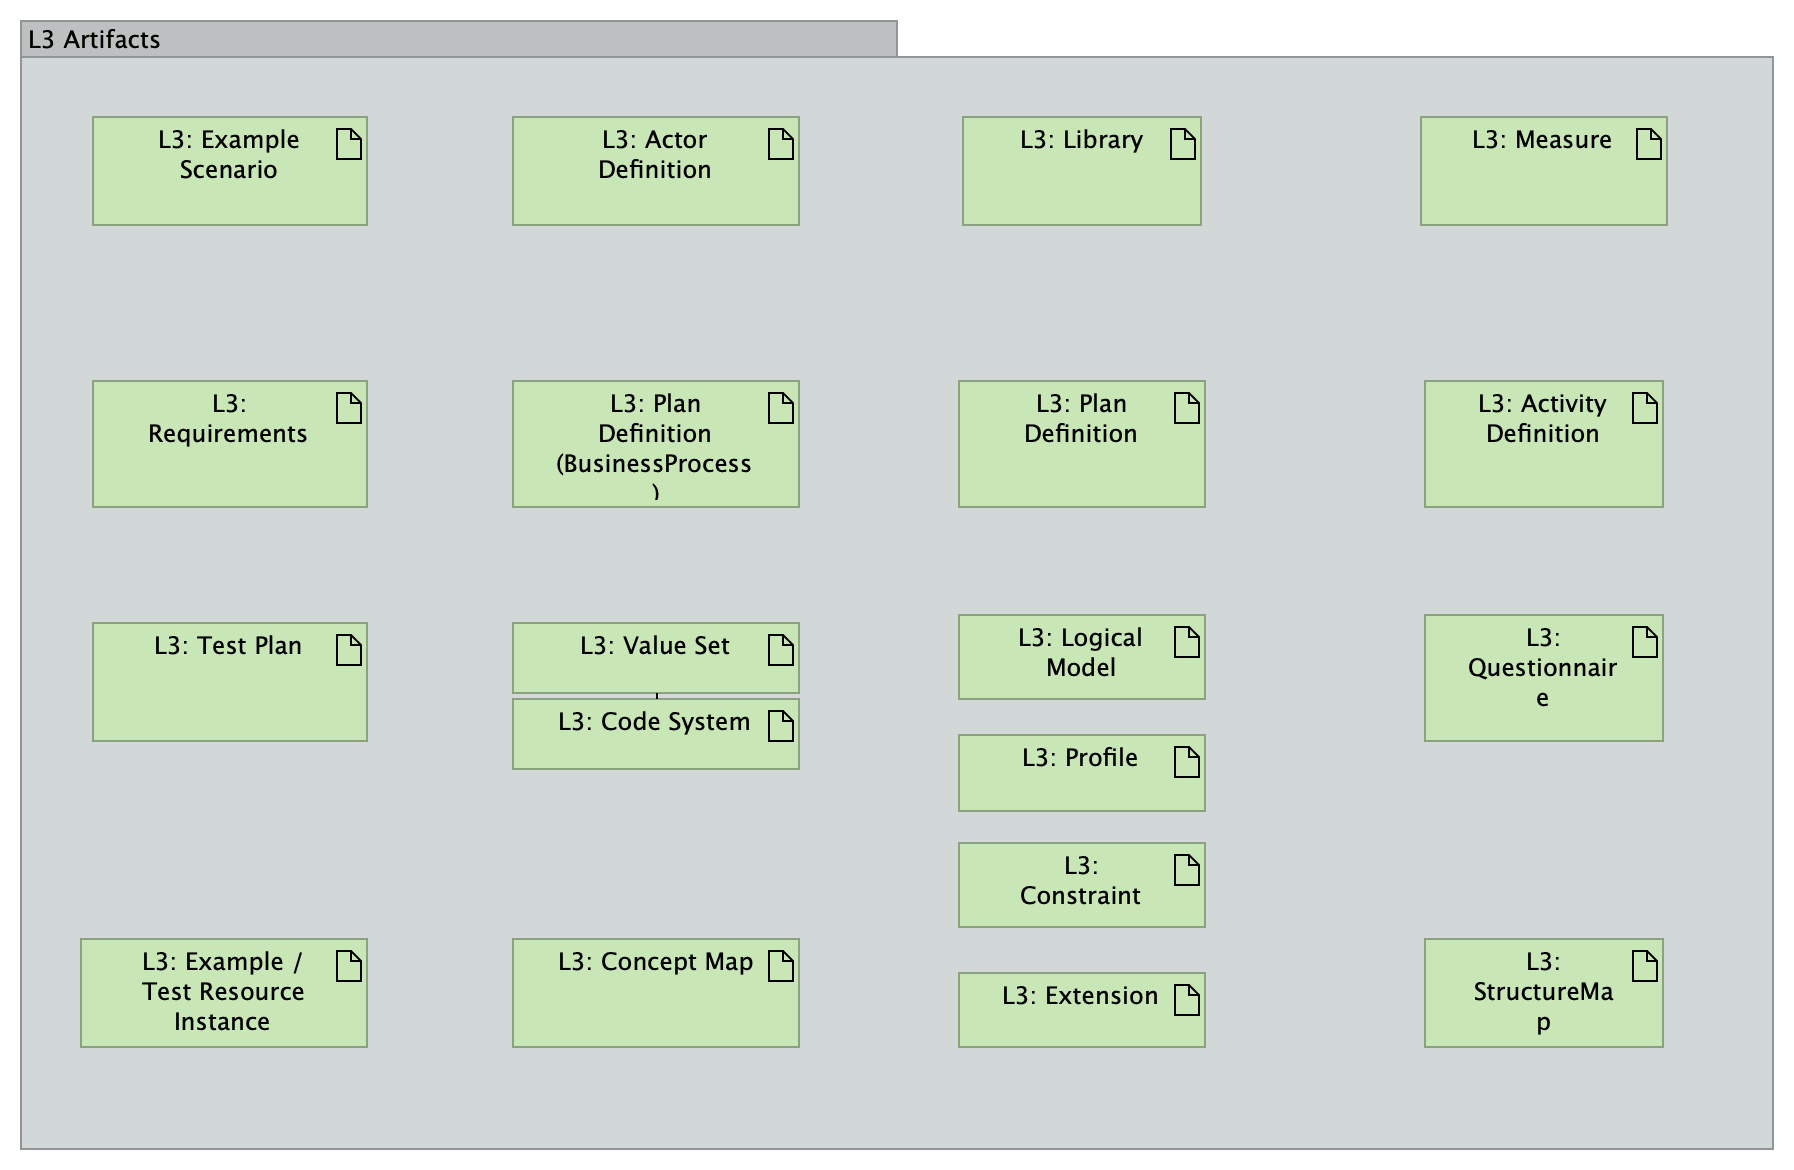 L3 Artifacts
L3: Example
Scenario
L3: Actor
Definition
L3: Library
L3: Measure
L3:
Requirements
L3: Plan
Definition
(BusinessProcess
)
L3: Plan
Definition
L3: Activity
Definition
L3: Test Plan
L3: Value Set
L3: Code System
L3: Logical
Model
L3: Profile
L3:
Constraint
L3:
Questionnair
e
L3: Example /
Test Resource
Instance
L3: Concept Map
L3: Extension
L3:
StructureMa
p